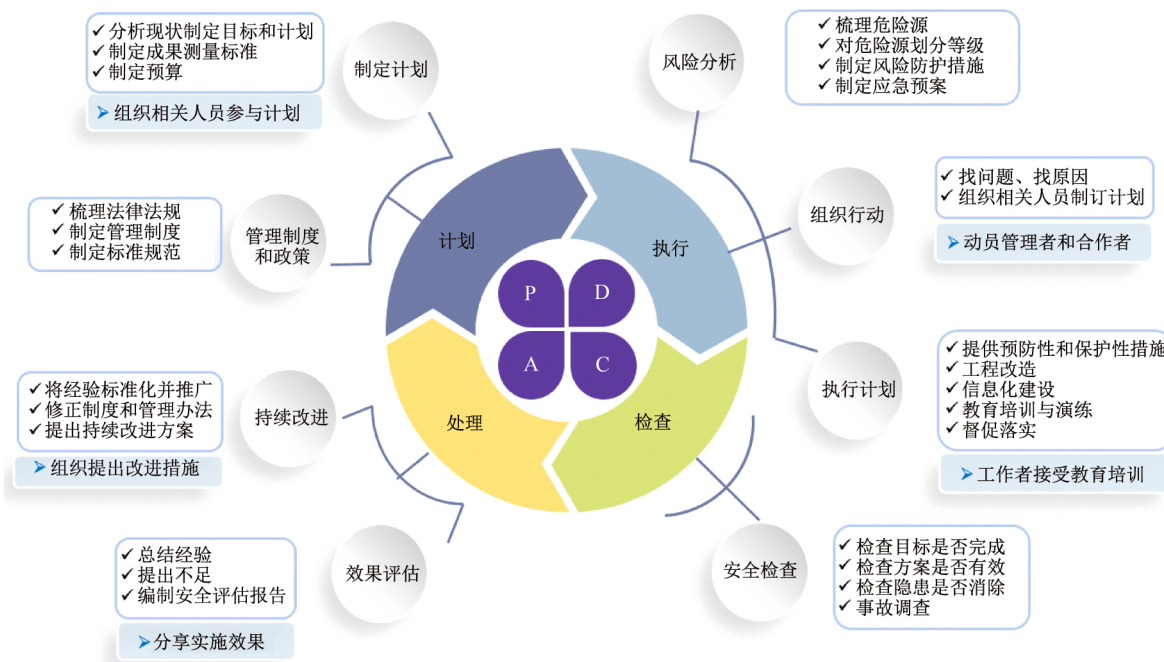 ✓ 分析现状制定目标和计划
✓ 制定成果测量标准
✓ 制定预算
➢ 组织相关人员参与计划
制定计划
风险分析
✓ 梳理危险源
✓ 对危险源划分等级
✓ 制定风险防护措施
✓ 制定应急预案
✓ 梳理法律法规
✓ 制定管理制度
✓ 制定标准规范
管理制度
和政策
计划
执行
组织行动
✓ 找问题、找原因
✓ 组织相关人员制订计划
➢ 动员管理者和合作者
P
D
A
C
✓ 将经验标准化并推广
✓ 修正制度和管理办法
✓ 提出持续改进方案
➢ 组织提出改进措施
持续改进
处理
检查
执行计划
✓ 提供预防性和保护性措施
✓ 工程改造
✓ 信息化建设
✓ 教育培训与演练
✓ 督促落实
➢ 工作者接受教育培训
✓ 总结经验
✓ 提出不足
✓ 编制安全评估报告
➢ 分享实施效果
效果评估
安全检查
✓ 检查目标是否完成
✓ 检查方案是否有效
✓ 检查隐患是否消除
✓ 事故调查